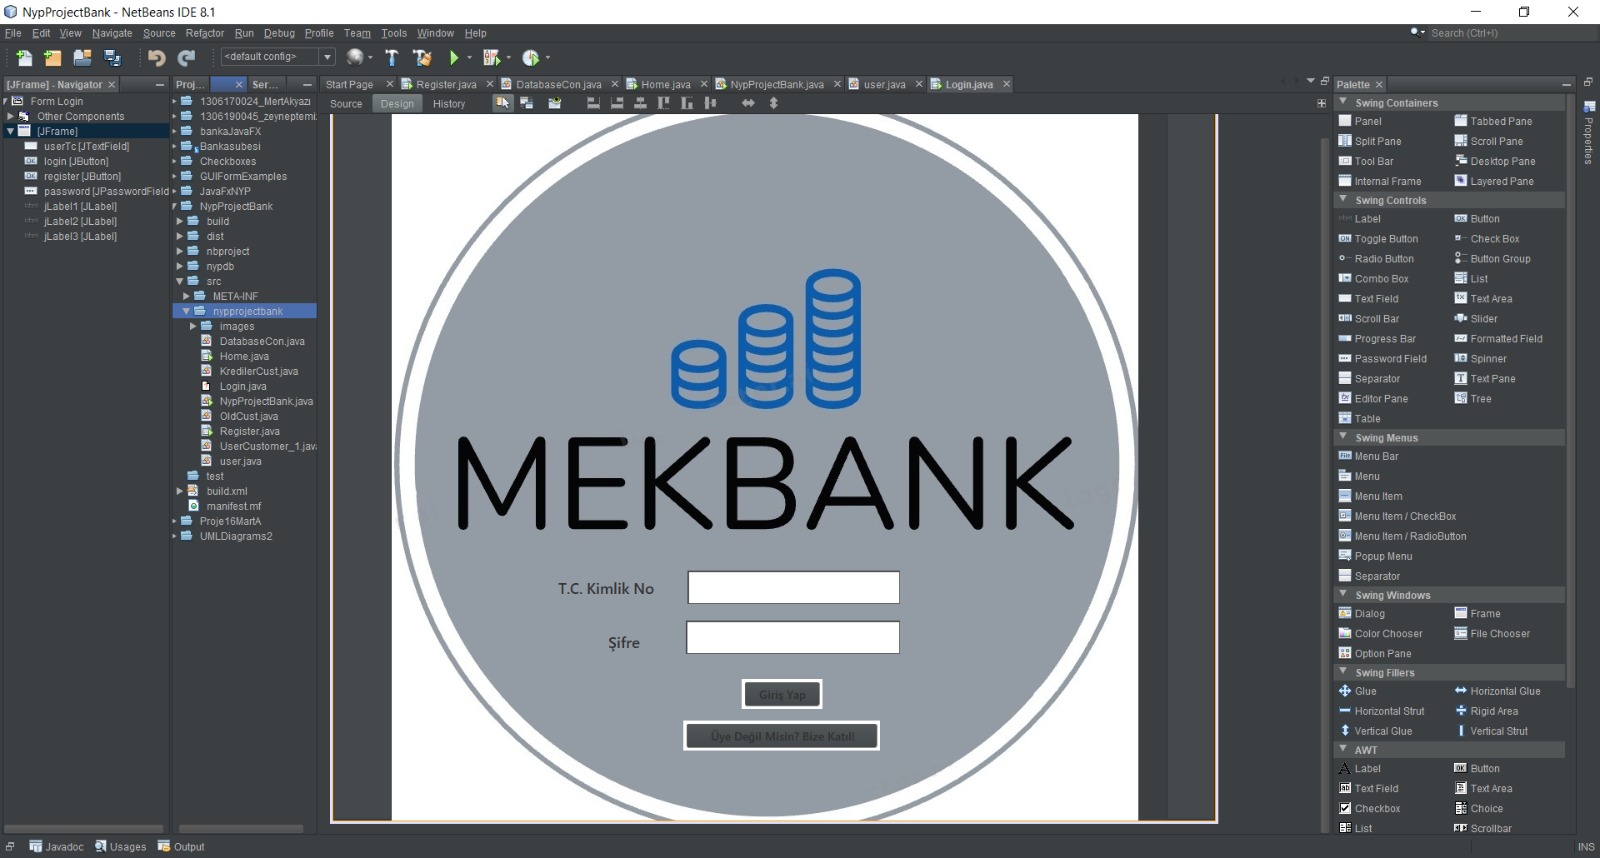 NypProjectBank - NetBeans IDE 8.1
File Edit View Navigate Source Refactor Run Debug Profile Team Tools Window Help
Search (Ctrl+I)
<default config>
[JFrame] - Navigator
Form Login
Other Components
[JFrame]
userTc [JTextField]
login [JButton]
register [JButton]
password [JPasswordField
jLabel1 [JLabel]
jLabel2 [JLabel]
jLabel3 [JLabel]
Proj...
Ser...
1306170024_MertAkyazı
1306190045_zeyneptemi
bankaJavaFX
Bankasubesi
Checkboxes
GUIFormExamples
JavaFxNYP
NypProjectBank
build
dist
nbproject
nypdb
src
META-INF
nypprojectbank
images
DatabaseCon.java
Home.java
KredilerCust.java
Login.java
NypProjectBank.java
OldCust.java
Register.java
UserCustomer_1.java
user.java
test
build.xml
manifest.mf
Proje16MartA
UMLDiagrams2
Start Page Register.java DatabaseCon.java Home.java NypProjectBank.java user.java Login.java
Source Design History
MEKBANK
T.C. Kimlik No
Şifre
Giriş Yap
Üye Değil Misin? Bize Katıl!
Palette
Swing Containers
Panel Tabbed Pane
Split Pane Scroll Pane
Tool Bar Desktop Pane
Internal Frame Layered Pane
Swing Controls
Label Button
Toggle Button Check Box
Radio Button Button Group
Combo Box List
Text Field Text Area
Scroll Bar Slider
Progress Bar Formatted Field
Password Field Spinner
Separator Text Pane
Editor Pane Tree
Table
Swing Menus
Menu Bar
Menu
Menu Item
Menu Item / CheckBox
Menu Item / RadioButton
Popup Menu
Separator
Swing Windows
Dialog Frame
Color Chooser File Chooser
Option Pane
Swing Fillers
Glue Horizontal Glue
Horizontal Strut Rigid Area
Vertical Glue Vertical Strut
AWT
Label Button
Text Field Text Area
Checkbox Choice
List Scrollbar
Properties
Javadoc Usages Output
INS